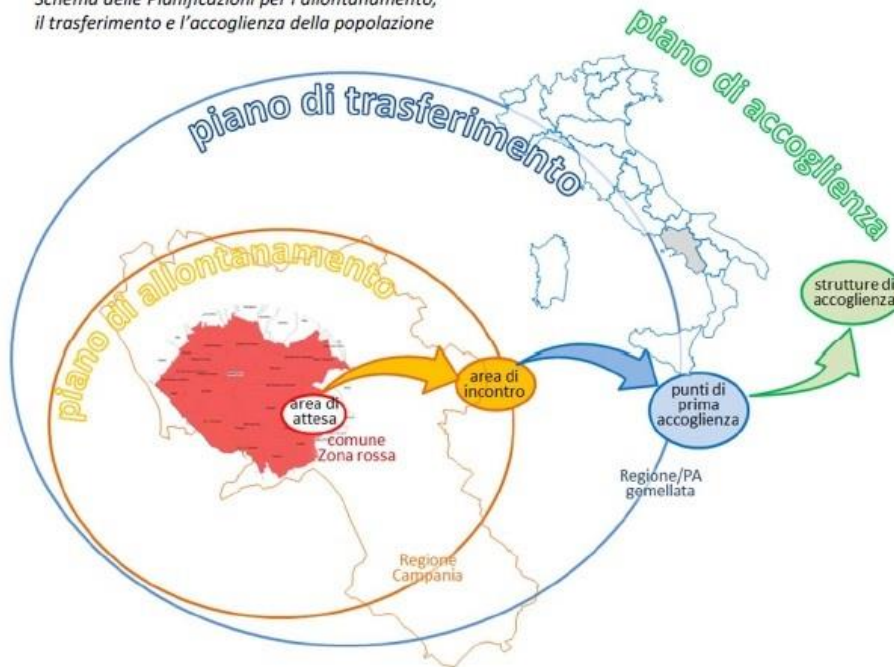 Schema delle Pianificazioni per l'allontanamento,
il trasferimento e l'accoglienza della popolazione
piano di accoglienza
piano di trasferimento
piano di allontanamento
strutture di
accoglienza
area di
incontro
punti di
prima
accoglienza
area di
attesa
comune
Zona rossa
Regione/PA
gemellata
Regione
Campania